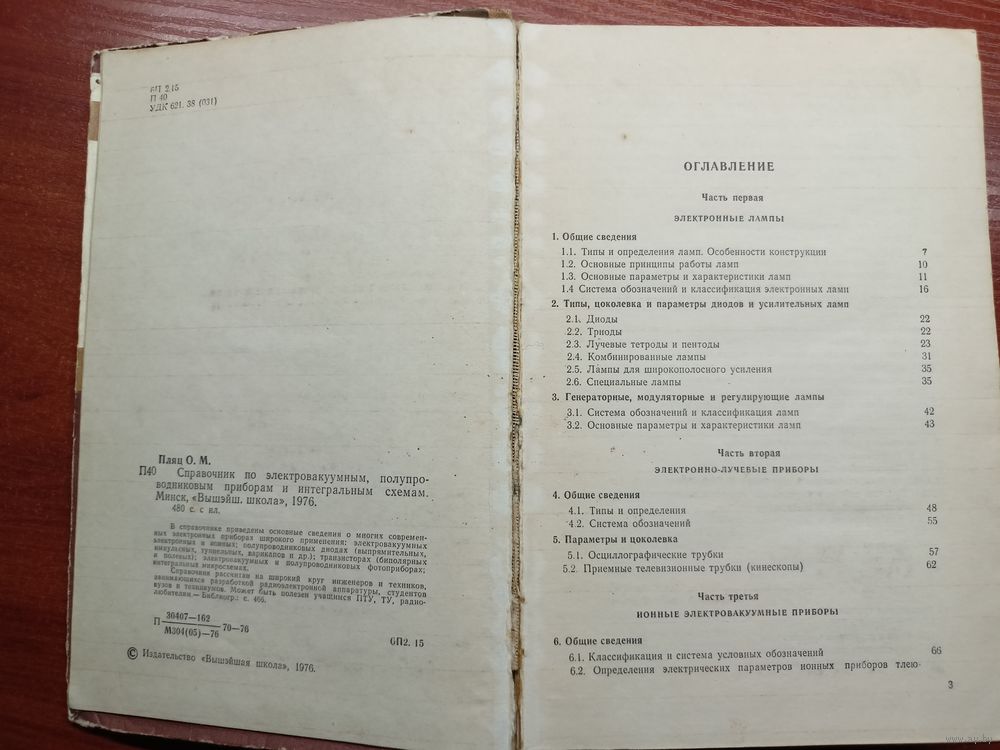 6П 2.15
П 40
УДК 621.38 (031)
Пляц О. М.
П40 Справочник по электровакуумным, полупро-
водниковым приборам и интегральным схемам.
Минск, «Вышэйш. школа», 1976.
480 с. с ил.
В справочнике приведены основные сведения о многих современ-
ных электронных приборах широкого применения: электровакуумных
электронных и ионных; полупроводниковых диодах (выпрямительных,
импульсных, туннельных, варикапов и др.); транзисторах (биполярных
и полевых); электровакуумных и полупроводниковых фотоприборах;
интегральных микросхемах.
Справочник рассчитан на широкий круг инженеров и техников,
занимающихся разработкой радиоэлектронной аппаратуры, студентов
вузов и техникумов. Может быть полезен учащимся ПТУ, ТУ, радио-
любителям.— Библиогр.: с. 466.
П 30407—162
М304(05)—76 70—76
6П2. 15
© Издательство «Вышэйшая школа», 1976.
ОГЛАВЛЕНИЕ
Часть первая
ЭЛЕКТРОННЫЕ ЛАМПЫ
1. Общие сведения
1.1. Типы и определения ламп. Особенности конструкции 7
1.2. Основные принципы работы ламп 10
1.3. Основные параметры и характеристики ламп 11
1.4 Система обозначений и классификация электронных ламп 16
2. Типы, цоколевка и параметры диодов и усилительных ламп
2.1. Диоды 22
2.2. Триоды 22
2.3. Лучевые тетроды и пентоды 23
2.4. Комбинированные лампы 31
2.5. Лампы для широкополосного усиления 35
2.6. Специальные лампы 35
3. Генераторные, модуляторные и регулирующие лампы
3.1. Система обозначений и классификация ламп 42
3.2. Основные параметры и характеристики ламп 43
Часть вторая
ЭЛЕКТРОННО-ЛУЧЕВЫЕ ПРИБОРЫ
4. Общие сведения
4.1. Типы и определения 48
4.2. Система обозначений 55
5. Параметры и цоколевка
5.1. Осциллографические трубки 57
5.2. Приемные телевизионные трубки (кинескопы) 62
Часть третья
ИОННЫЕ ЭЛЕКТРОВАКУУМНЫЕ ПРИБОРЫ
6. Общие сведения
6.1. Классификация и система условных обозначений 66
6.2. Определения электрических параметров ионных приборов тлею-
3
www.ay.by